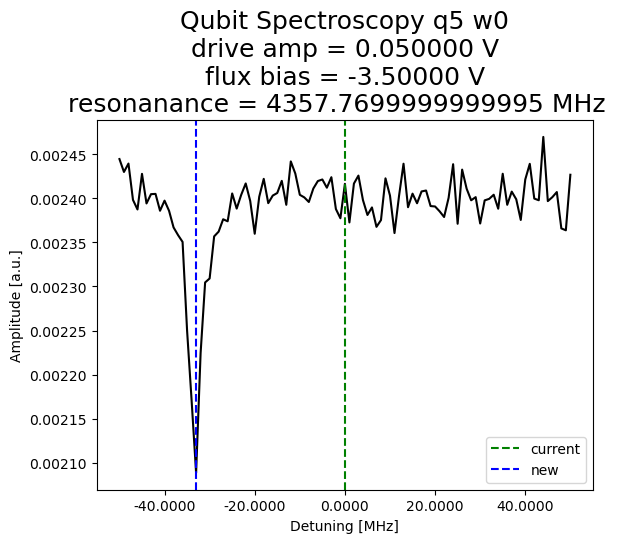 Qubit Spectroscopy q5 w0
drive amp = 0.050000 V
flux bias = -3.50000 V
resonanance = 4357.7699999999995 MHz
0.00245
0.00240
0.00235
0.00230
0.00225
0.00220
0.00215
0.00210
Amplitude [a.u.]
current
new
-40.0000
-20.0000
0.0000
20.0000
40.0000
Detuning [MHz]